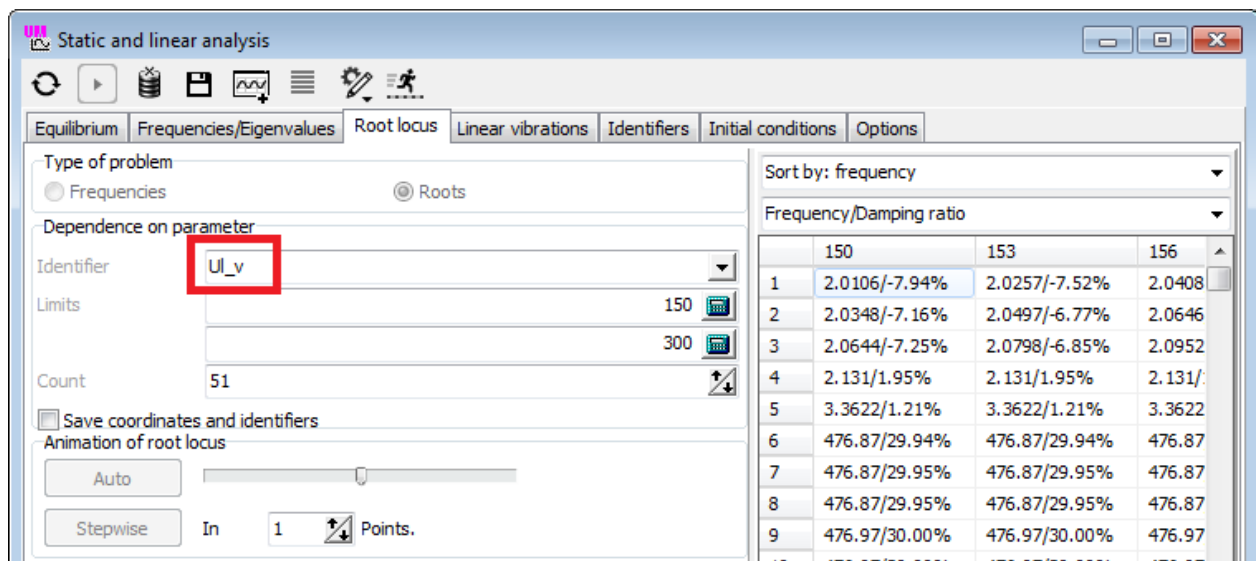 UM
Static and linear analysis
Equilibrium Frequencies/Eigenvalues Root locus Linear vibrations Identifiers Initial conditions Options
Type of problem
Frequencies Roots
Dependence on parameter
Identifier Ul_v
Limits 150
300
Count 51
Save coordinates and identifiers
Animation of root locus
Auto
Stepwise In 1 Points.
Sort by: frequency
Frequency/Damping ratio
150 153 156
1 2.0106/-7.94% 2.0257/-7.52% 2.0408
2 2.0348/-7.16% 2.0497/-6.77% 2.0646
3 2.0644/-7.25% 2.0798/-6.85% 2.0952
4 2.131/1.95% 2.131/1.95% 2.131/
5 3.3622/1.21% 3.3622/1.21% 3.3622
6 476.87/29.94% 476.87/29.94% 476.87
7 476.87/29.95% 476.87/29.95% 476.87
8 476.87/29.95% 476.87/29.95% 476.87
9 476.97/30.00% 476.97/30.00% 476.97